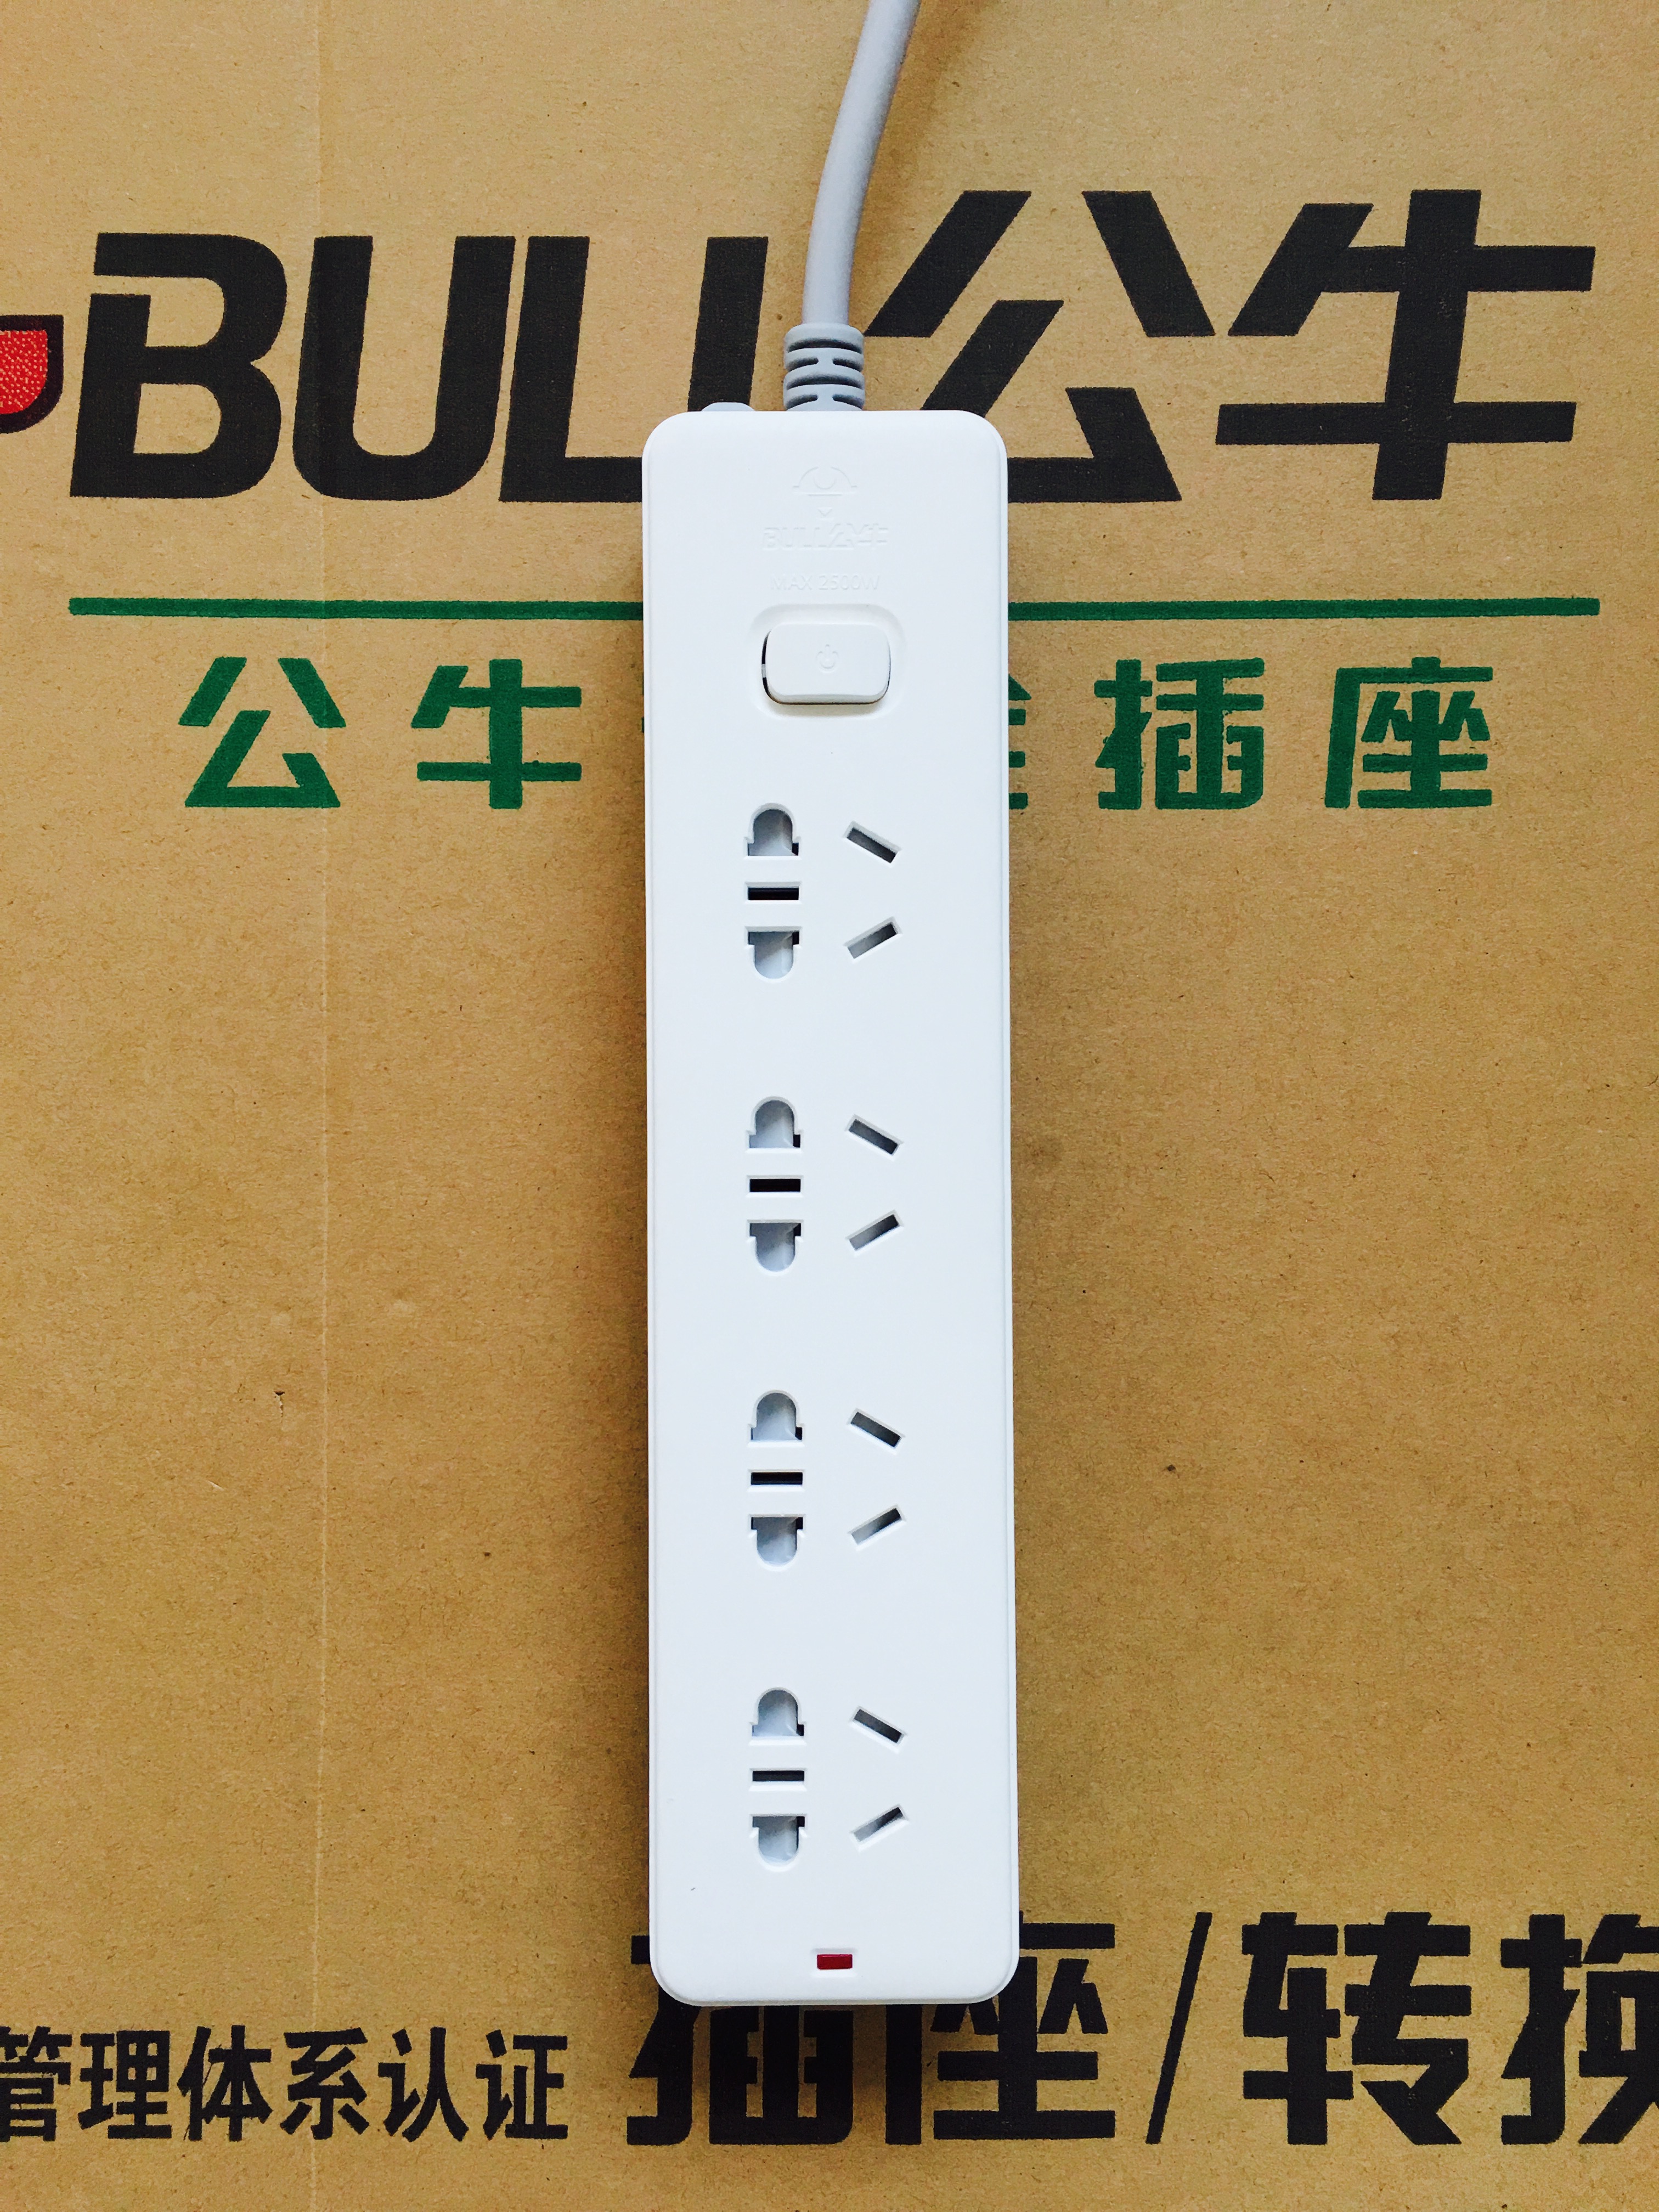 BULL公牛
BULL公牛
MAX 2500W
公牛 插座
管理体系认证 插座/转换